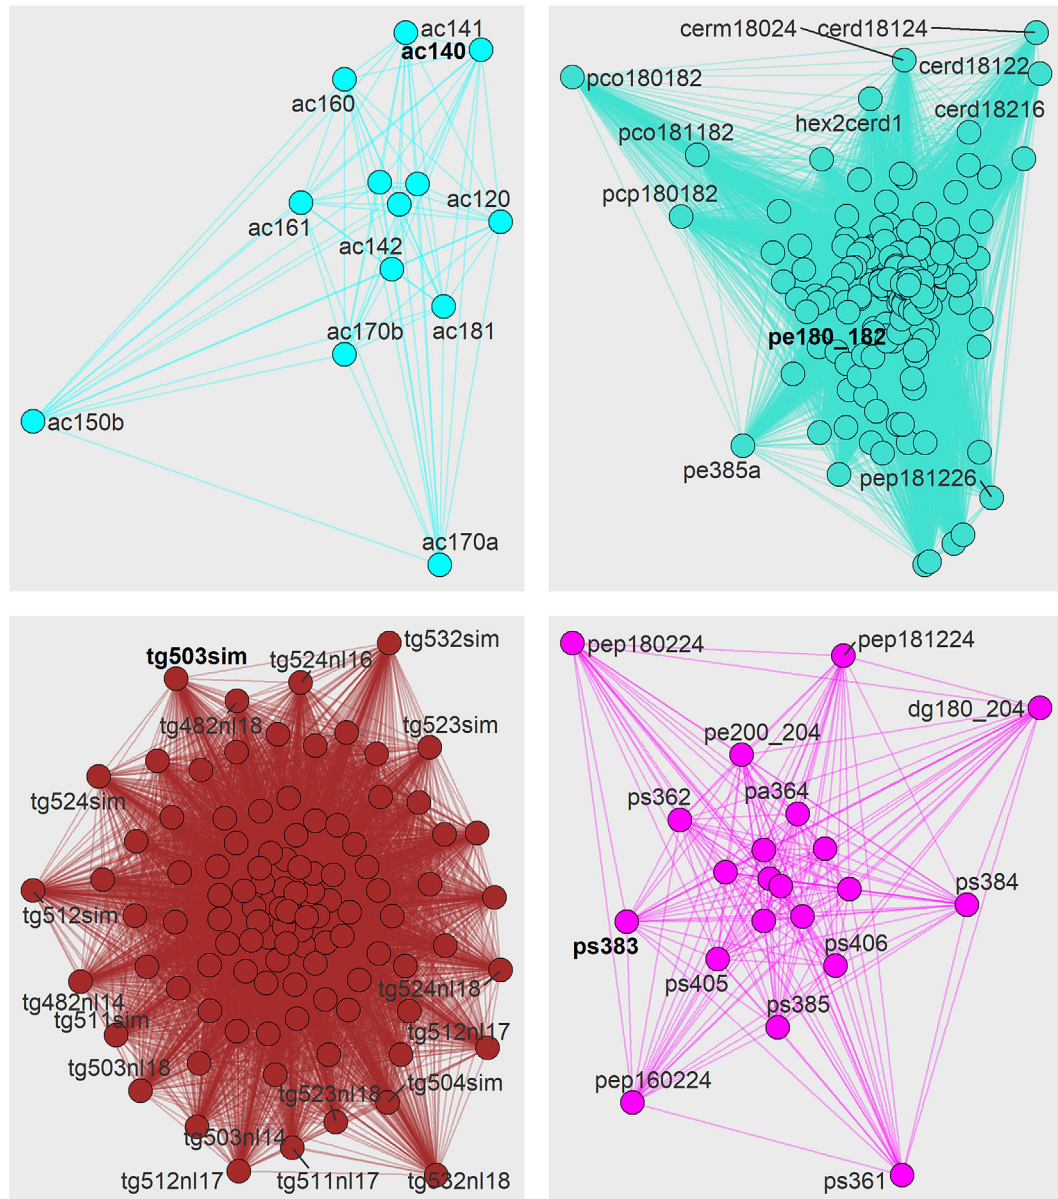 ac141
ac140
ac160
ac120
ac161
ac142
ac170b
ac181
ac150b
ac170a
cerm18024
cerd18124
cerd18122
pco180182
hex2cerd1
cerd18216
pco181182
pcp180182
pe180_182
pe385a
pep181226
tg532sim
tg503sim
tg524nl16
tg482nl18
tg523sim
tg524sim
tg512sim
tg524nl18
tg482nl14
tg511sim
tg512nl17
tg503nl18
tg504sim
tg523nl18
tg503nl14
tg512nl17
tg511nl17
tg532nl18
pep180224
pep181224
dg180_204
pe200_204
ps362
pa364
ps384
ps383
ps406
ps405
ps385
pep160224
ps361